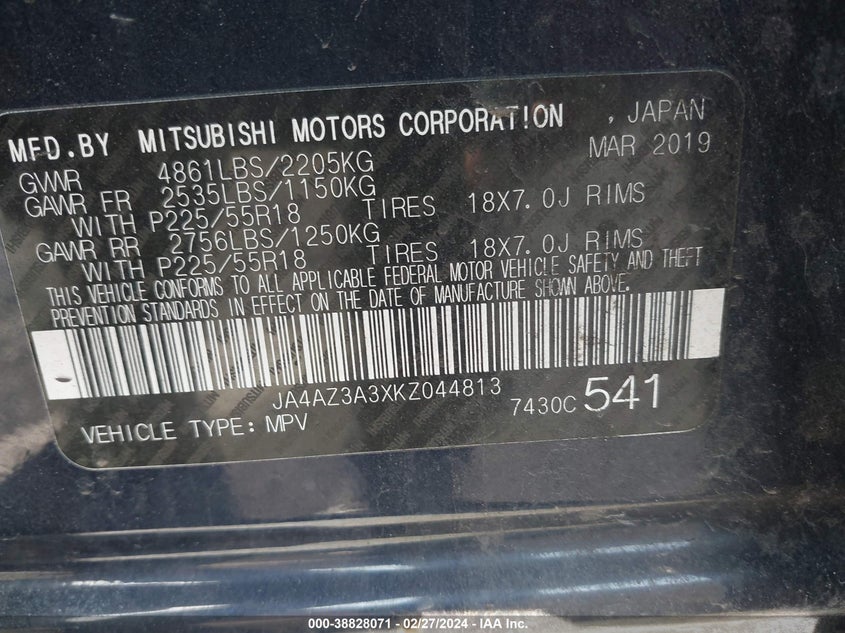 MFD.BY MITSUBISHI MOTORS CORPORATION , JAPAN
GVWR 4861LBS/2205KG MAR 2019
GAWR FR 2535LBS/1150KG
WITH P225/55R18 TIRES 18X7.0J RIMS
GAWR RR 2756LBS/1250KG
WITH P225/55R18 TIRES 18X7.0J RIMS
THIS VEHICLE CONFORMS TO ALL APPLICABLE FEDERAL MOTOR VEHICLE SAFETY AND THEFT
PREVENTION STANDARDS IN EFFECT ON THE DATE OF MANUFACTURE SHOWN ABOVE.
JA4AZ3A3XKZ044813 7430C 541
VEHICLE TYPE: MPV
000-38828071 - 02/27/2024 - IAA Inc.